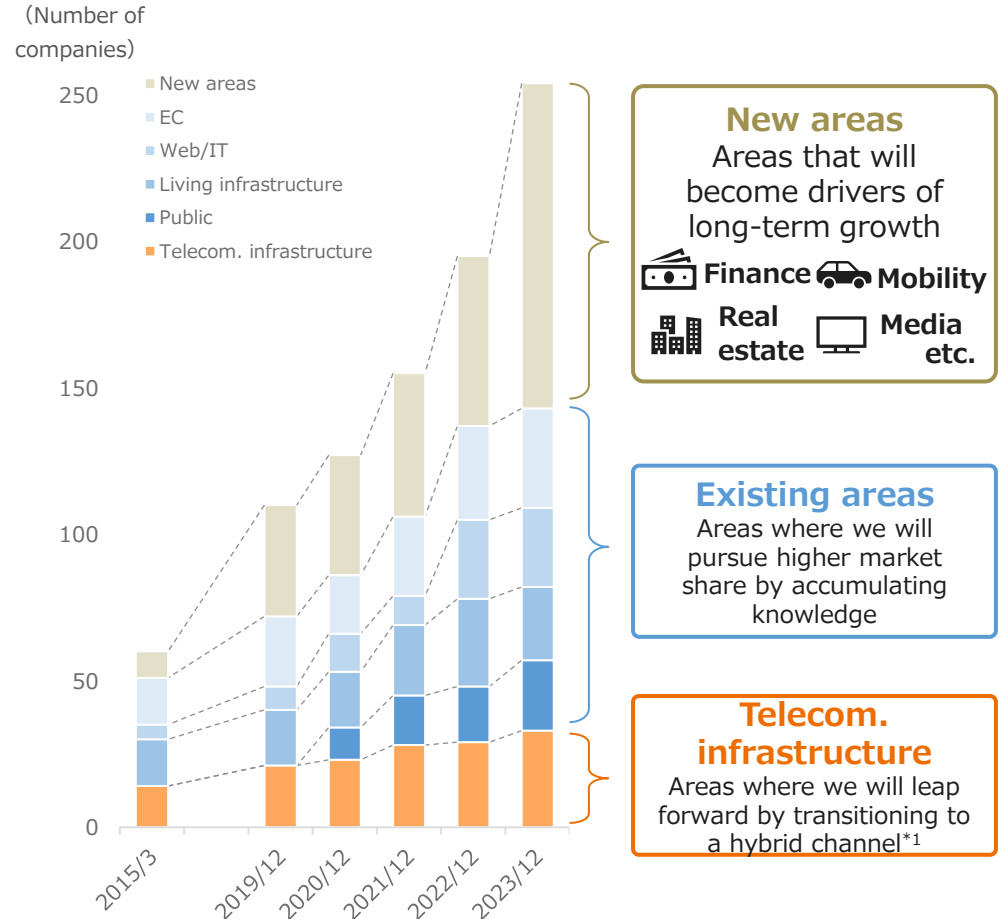 （Number of
companies）
250
200
150
100
50
0
New areas
EC
Web/IT
Living infrastructure
Public
Telecom. infrastructure
2015/3
2019/12
2020/12
2021/12
2022/12
2023/12
New areas
Areas that will
become drivers of
long-term growth
Finance
Mobility
Real
estate
Media
etc.
Existing areas
Areas where we will
pursue higher market
share by accumulating
knowledge
Telecom.
infrastructure
Areas where we will leap
forward by transitioning to
a hybrid channel*1